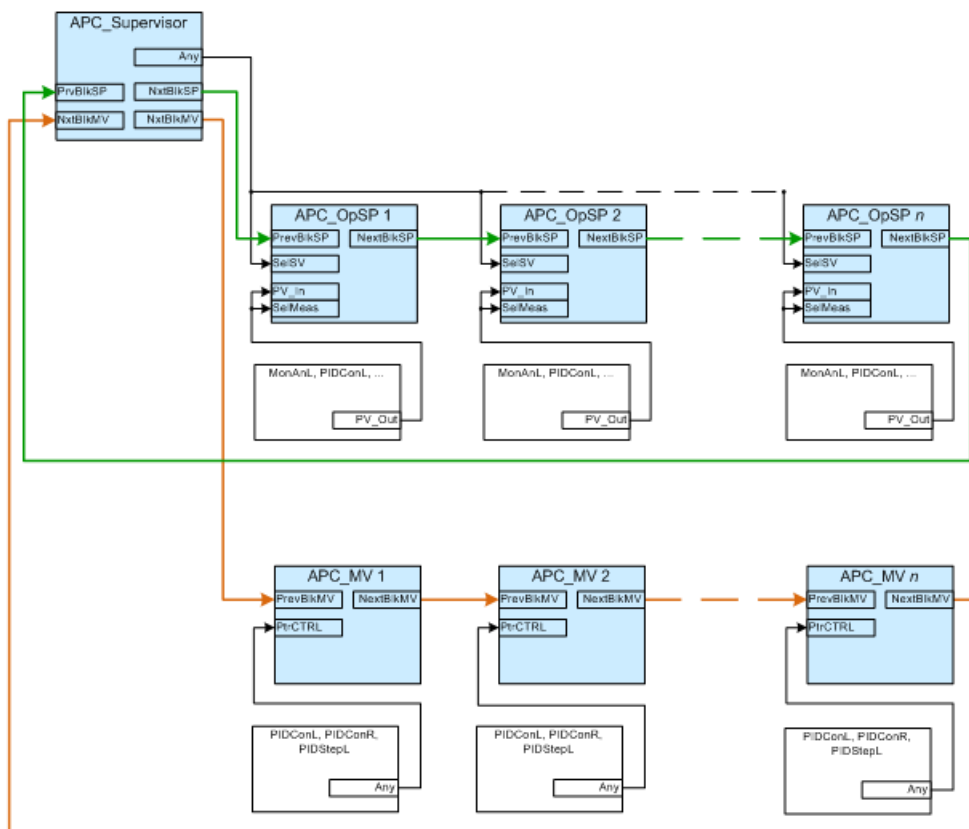 APC_Supervisor
Any
PrvBlkSP NxtBlkSP
NxtBlkMV NxtBlkMV
APC_OpSP 1 APC_OpSP 2 APC_OpSP n
PrevBlkSP NextBlkSP PrevBlkSP NextBlkSP PrevBlkSP NextBlkSP
SelSV SelSV SelSV
PV_In PV_In PV_In
SelMeas SelMeas SelMeas
MonAnL, PIDConL, ... MonAnL, PIDConL, ... MonAnL, PIDConL, ...
PV_Out PV_Out PV_Out
APC_MV 1 APC_MV 2 APC_MV n
PrevBlkMV NextBlkMV PrevBlkMV NextBlkMV PrevBlkMV NextBlkMV
PtrCTRL PtrCTRL PtrCTRL
PIDConL, PIDConR, PIDConL, PIDConR, PIDConL, PIDConR,
PIDStepL PIDStepL PIDStepL
Any Any Any